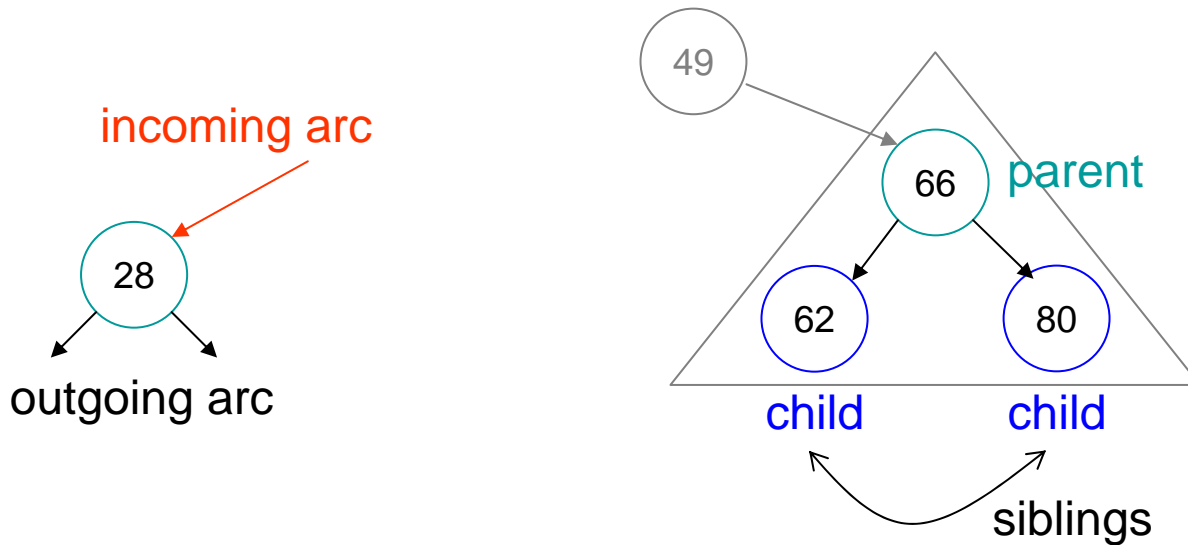 incoming arc
28
outgoing arc
49
66
parent
62
80
child
child
siblings